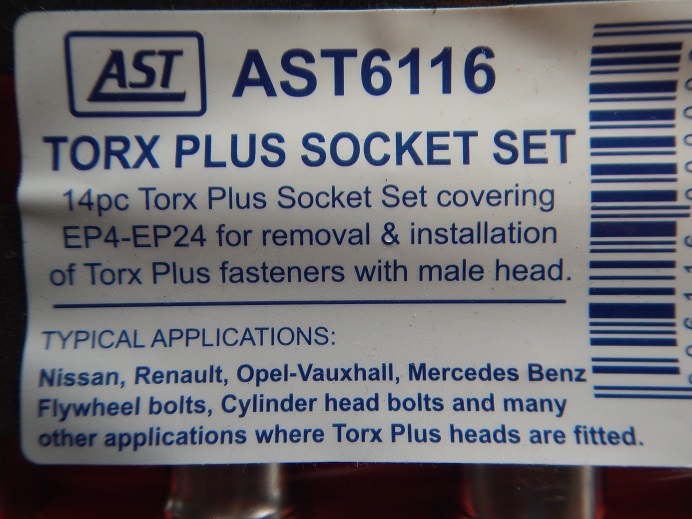 AST AST6116
TORX PLUS SOCKET SET
14pc Torx Plus Socket Set covering
EP4-EP24 for removal & installation
of Torx Plus fasteners with male head.
TYPICAL APPLICATIONS:
Nissan, Renault, Opel-Vauxhall, Mercedes Benz
Flywheel bolts, Cylinder head bolts and many
other applications where Torx Plus heads are fitted.